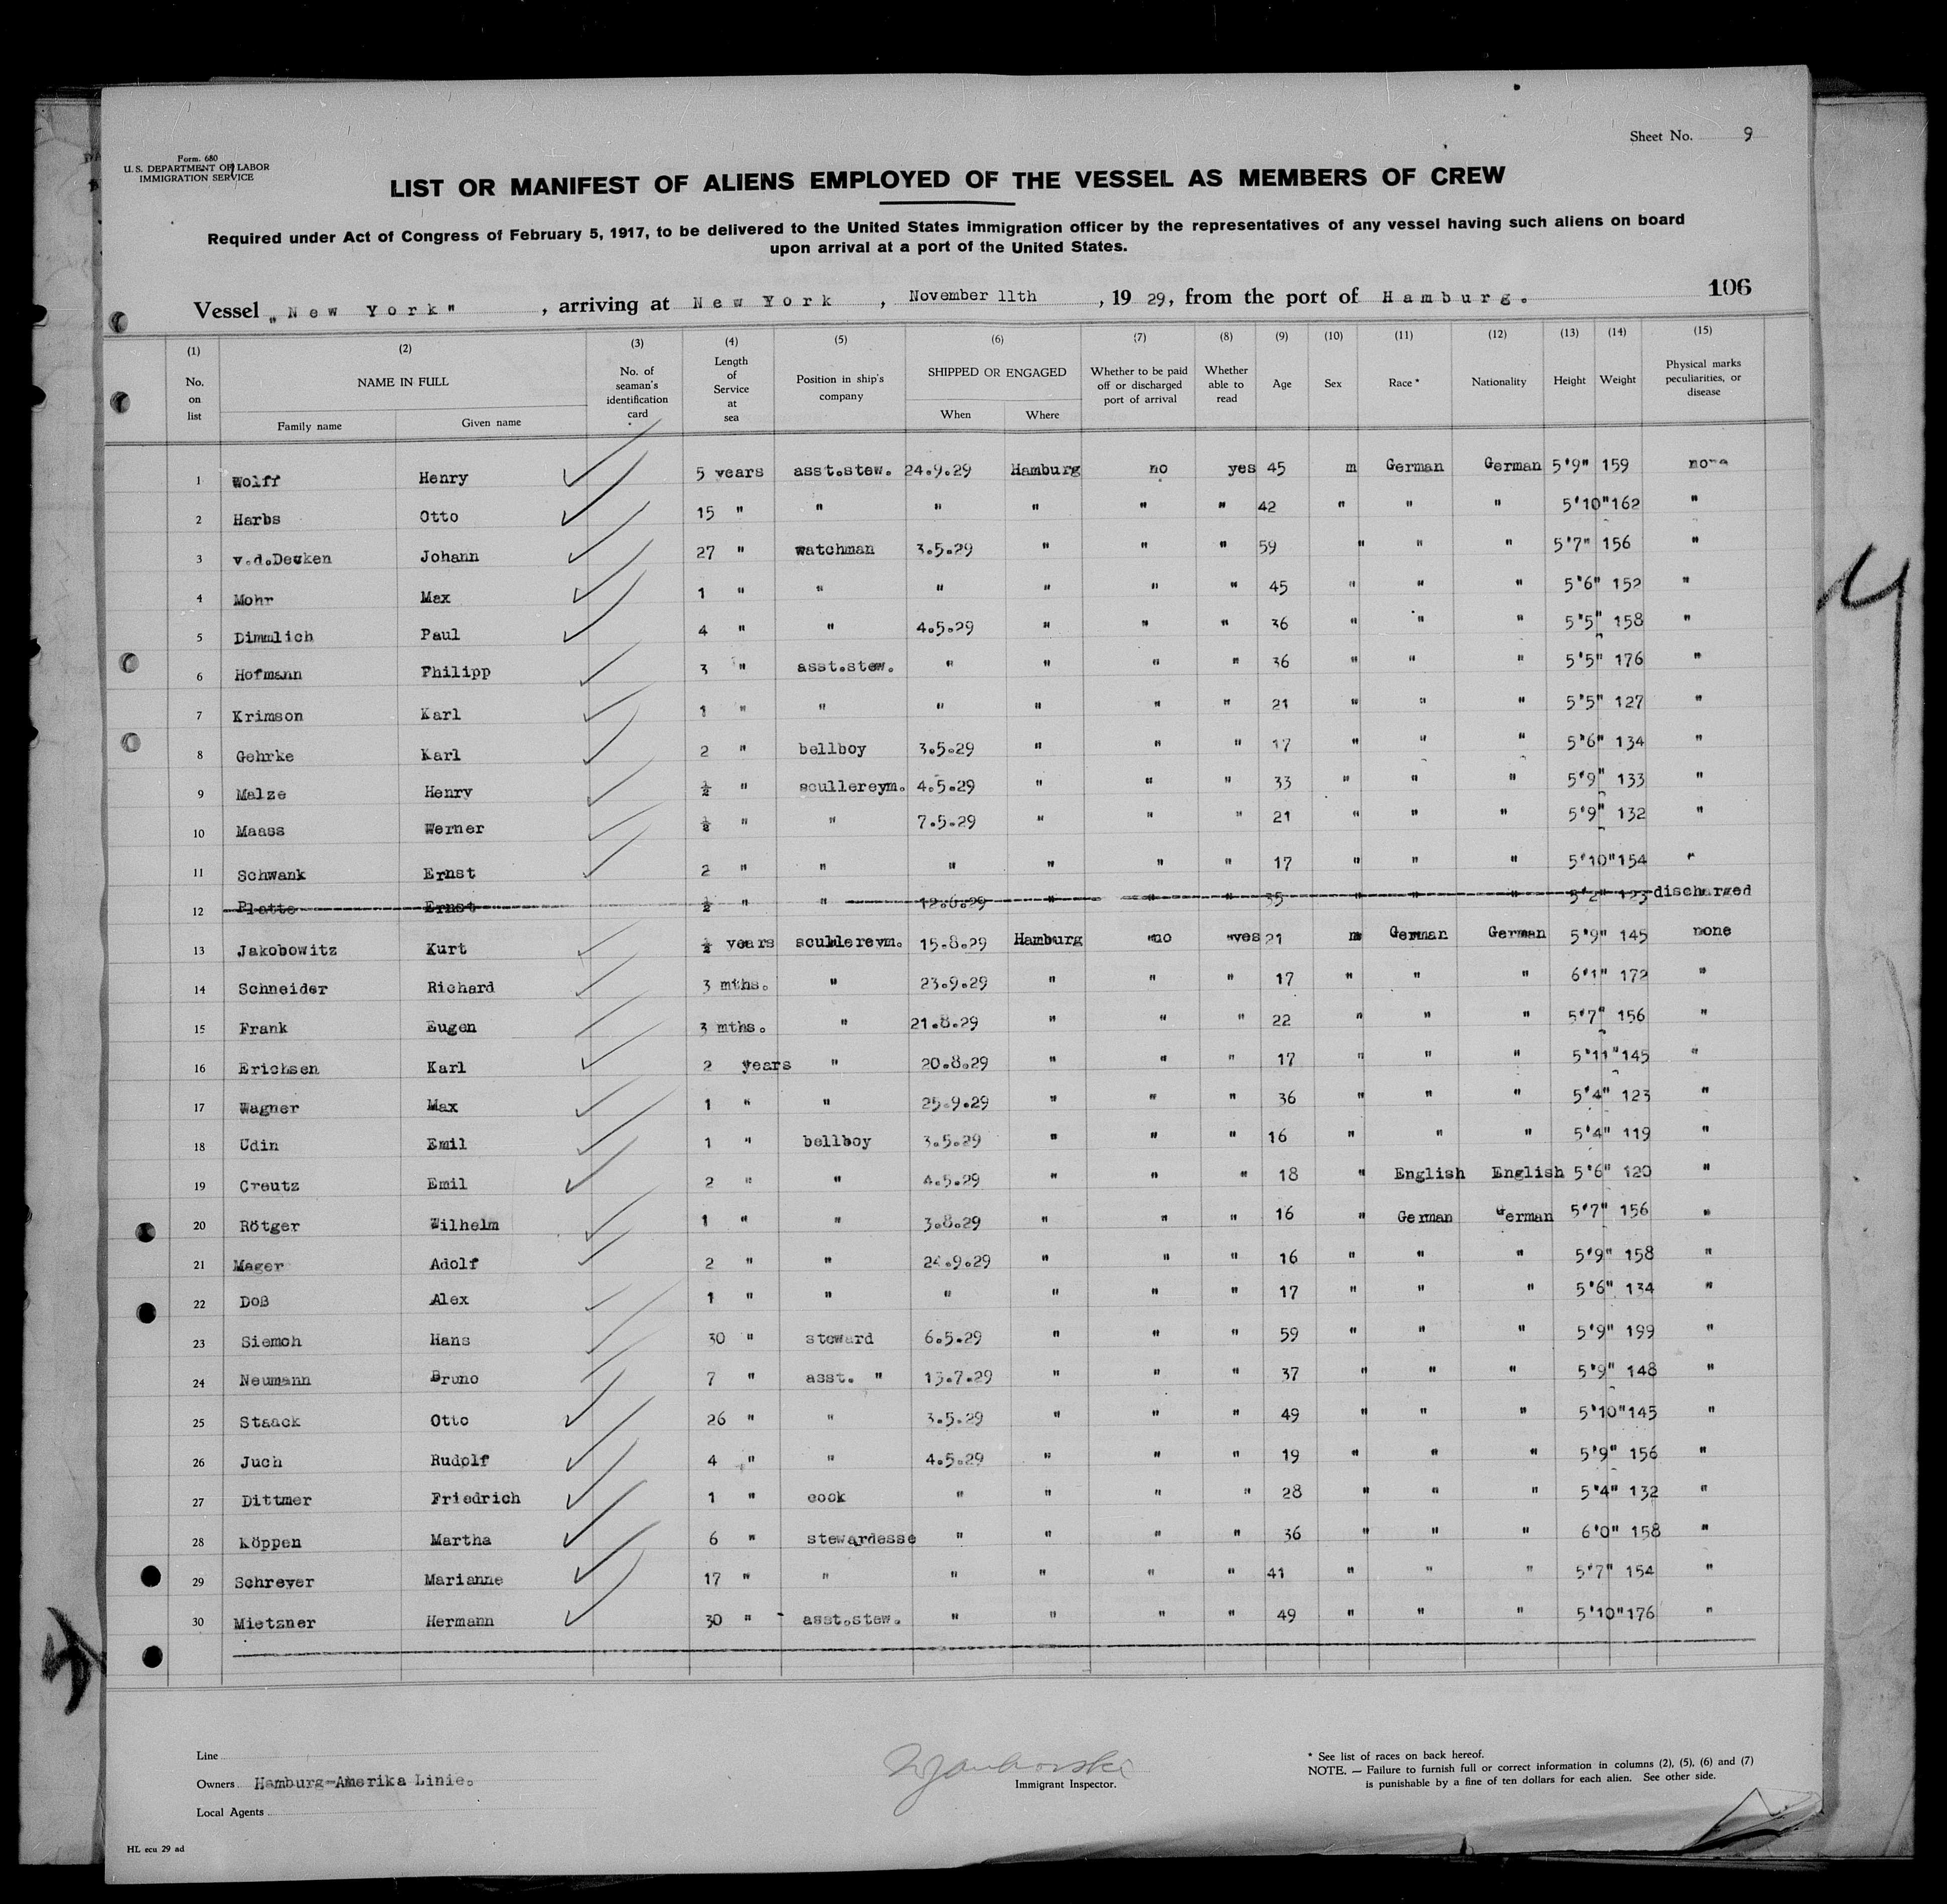 Sheet No. 9
Form. 680
U. S. DEPARTMENT OF LABOR
IMMIGRATION SERVICE
LIST OR MANIFEST OF ALIENS EMPLOYED OF THE VESSEL AS MEMBERS OF CREW
Required under Act of Congress of February 5, 1917, to be delivered to the United States immigration officer by the representatives of any vessel having such aliens on board
upon arrival at a port of the United States.
Vessel „New York" , arriving at New York , November 11th , 19 29, from the port of Hamburg. 106
(1) No. on list (2) NAME IN FULL Family name Given name (3) No. of seaman's identification card (4) Length of Service at sea (5) Position in ship's company (6) SHIPPED OR ENGAGED When Where (7) Whether to be paid off or discharged port of arrival (8) Whether able to read (9) Age (10) Sex (11) Race * (12) Nationality (13) Height (14) Weight (15) Physical marks peculiarities, or disease
1 Wolff Henry 5 years asst.stew. 24.9.29 Hamburg no yes 45 m German German 5'9" 159 none
2 Harbs Otto 15 " " " " " " 42 " " " 5'10" 162 "
3 v.d.Decken Johann 27 " watchman 3.5.29 " " " 59 " " " 5'7" 156 "
4 Mohr Max 1 " " " " " " 45 " " " 5'6" 152 "
5 Dimmlich Paul 4 " " 4.5.29 " " " 36 " " " 5'5" 158 "
6 Hofmann Philipp 3 " asst.stew. " " " " 36 " " " 5'5" 176 "
7 Krimson Karl 1 " " " " " " 21 " " " 5'5" 127 "
8 Gehrke Karl 2 " bellboy 3.5.29 " " " 17 " " " 5'6" 134 "
9 Malze Henry ½ " scullereym. 4.5.29 " " " 33 " " " 5'9" 133 "
10 Maass Werner ½ " " 7.5.29 " " " 21 " " " 5'9" 132 "
11 Schwank Ernst 2 " " " " " " 17 " " " 5'10" 154 "
12 Platte Ernst ½ " " 12.6.29 " " " 35 " " " 5'2" 123 discharged
13 Jakobowitz Kurt ½ years scullereym. 15.8.29 Hamburg "no "yes 21 m German German 5'9" 145 none
14 Schneider Richard 3 mths. " 23.9.29 " " " 17 " " " 6'1" 172 "
15 Frank Eugen 3 mths. " 21.8.29 " " " 22 " " " 5'7" 156 "
16 Erichsen Karl 2 years " 20.8.29 " " " 17 " " " 5'11" 145 "
17 Wagner Max 1 " " 25.9.29 " " " 36 " " " 5'4" 123 "
18 Udin Emil 1 " bellboy 3.5.29 " " " 16 " " " 5'4" 119 "
19 Creutz Emil 2 " " 4.5.29 " " " 18 " English English 5'6" 120 "
20 Rötger Wilhelm 1 " " 3.8.29 " " " 16 " German German 5'7" 156 "
21 Mager Adolf 2 " " 24.9.29 " " " 16 " " " 5'9" 158 "
22 Doß Alex 1 " " " " " " 17 " " " 5'6" 134 "
23 Siemoh Hans 30 " steward 6.5.29 " " " 59 " " " 5'9" 199 "
24 Neumann Bruno 7 " asst. " 13.7.29 " " " 37 " " " 5'9" 148 "
25 Staack Otto 26 " " 3.5.29 " " " 49 " " " 5'10" 145 "
26 Juch Rudolf 4 " " 4.5.29 " " " 19 " " " 5'9" 156 "
27 Dittmer Friedrich 1 " cook " " " " 28 " " " 5'4" 132 "
28 Köppen Martha 6 " stewardesse " " " " 36 " " " 6'0" 158 "
29 Schreyer Marianne 17 " " " " " " 41 " " " 5'7" 154 "
30 Mietzner Hermann 30 " asst.stew. " " " " 49 " " " 5'10" 176 "
Line
Owners Hamburg-Amerika Linie.
Local Agents
Immigrant Inspector.
* See list of races on back hereof.
NOTE. — Failure to furnish full or correct information in columns (2), (5), (6) and (7)
is punishable by a fine of ten dollars for each alien. See other side.
HL ecu 29 ad